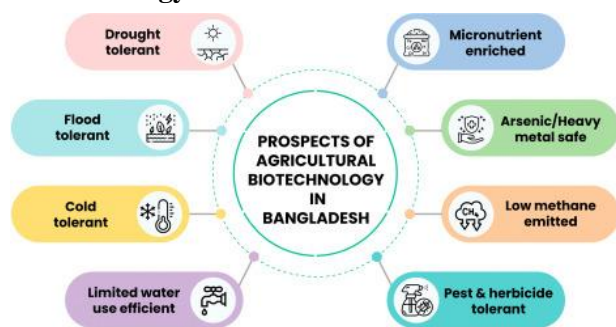 Drought
tolerant
Micronutrient
enriched
Flood
tolerant
Arsenic/Heavy
metal safe
PROSPECTS OF
AGRICULTURAL
BIOTECHNOLOGY
IN
BANGLADESH
Cold
tolerant
Low methane
emitted
CH₄
Limited water
use efficient
Pest & herbicide
tolerant